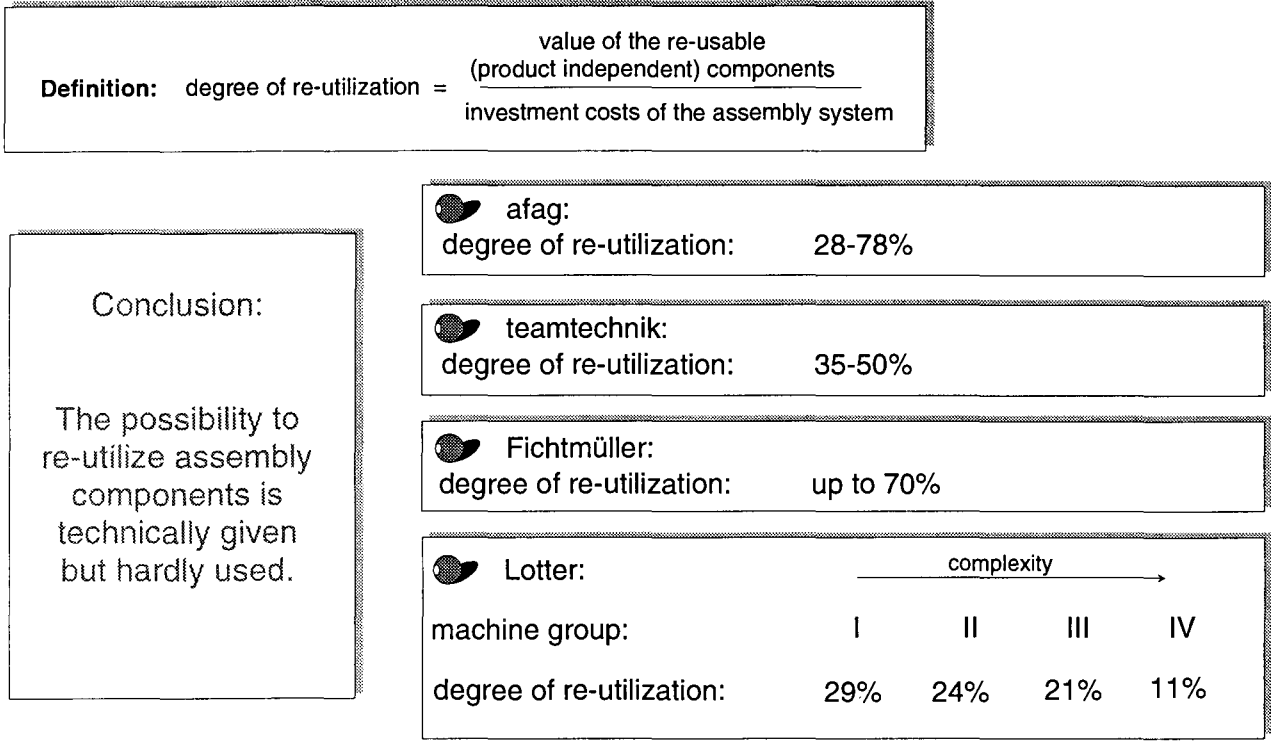 Definition: degree of re-utilization =
value of the re-usable
(product independent) components
investment costs of the assembly system
Conclusion:
The possibility to
re-utilize assembly
components is
technically given
but hardly used.
afag:
degree of re-utilization: 28-78%
teamtechnik:
degree of re-utilization: 35-50%
Fichtmüller:
degree of re-utilization: up to 70%
Lotter: complexity
machine group: I II III IV
degree of re-utilization: 29% 24% 21% 11%